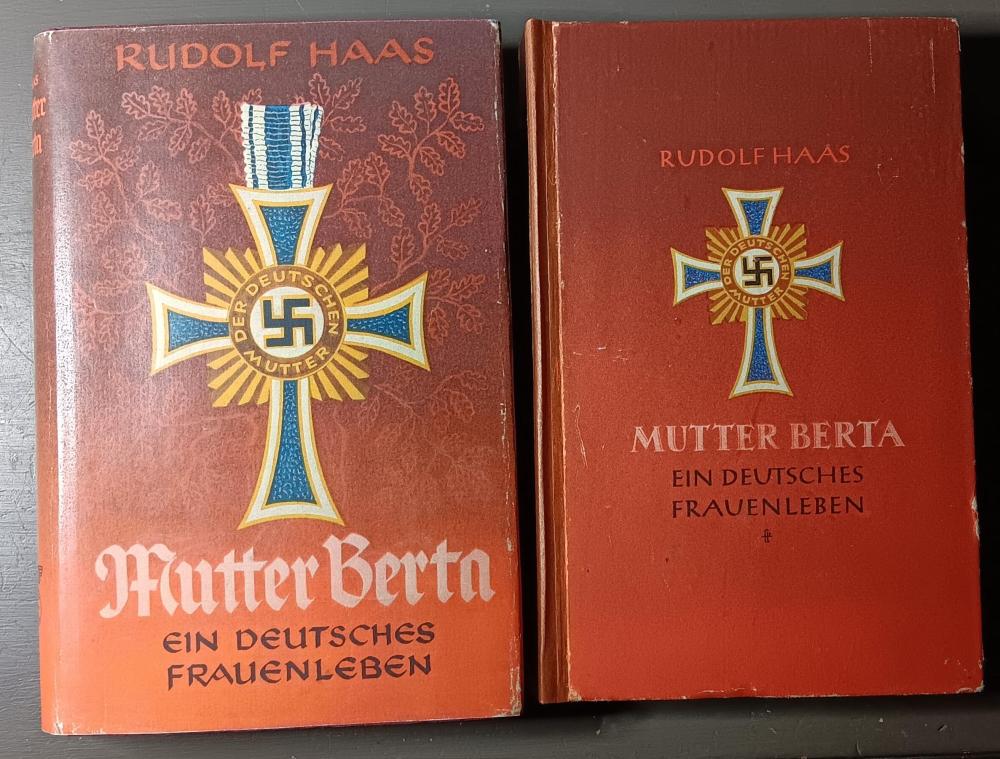 RUDOLF HAAS
DER DEUTSCHEN
MUTTER
Mutter Berta
EIN DEUTSCHES
FRAUENLEBEN
RUDOLF HAAS
DER DEUTSCHEN
MUTTER
MUTTER BERTA
EIN DEUTSCHES
FRAUENLEBEN